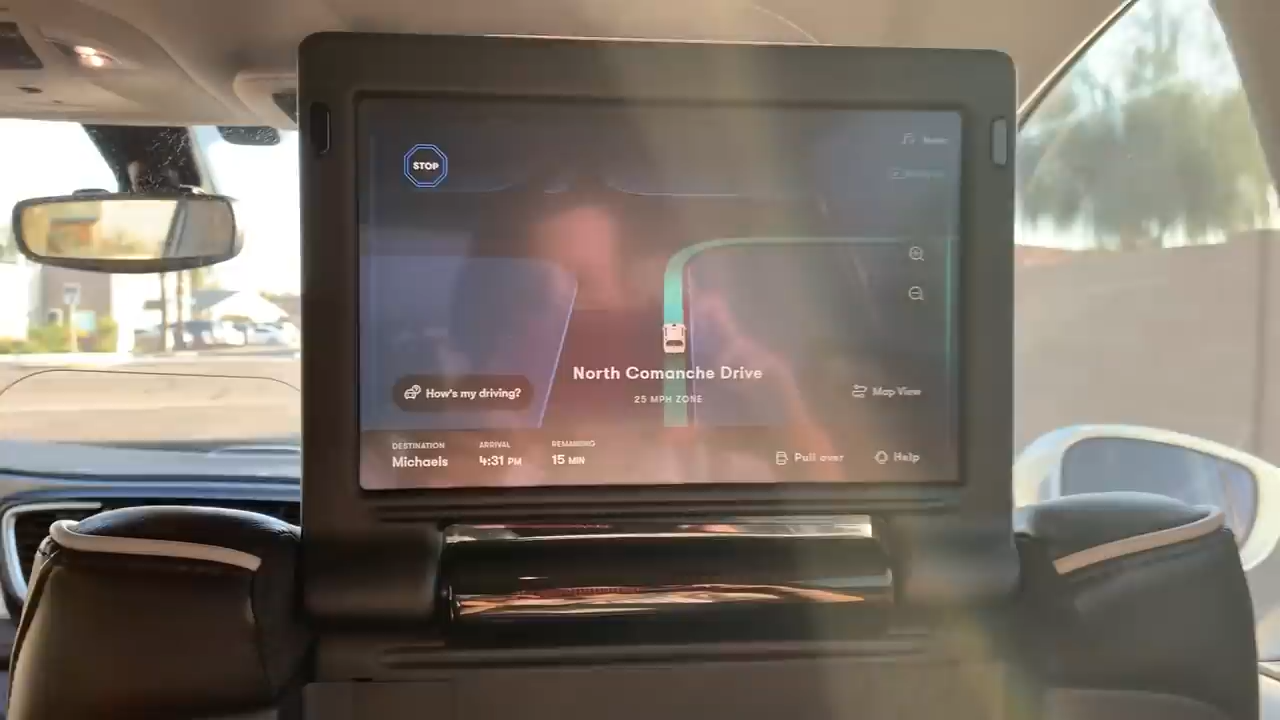 STOP
Music
North Comanche Drive
25 MPH ZONE
How's my driving?
Map View
DESTINATION
Michaels
ARRIVAL
4:31 PM
REMAINING
15 MIN
Pull over
Help